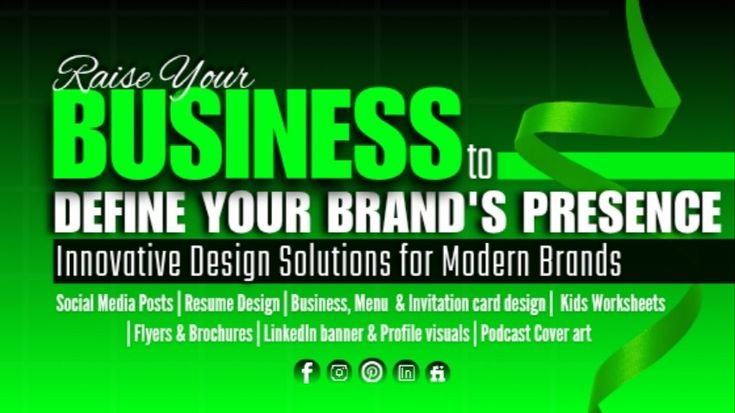 Raise Your
BUSINESS to
DEFINE YOUR BRAND'S PRESENCE
Innovative Design Solutions for Modern Brands
Social Media Posts | Resume Design | Business, Menu & Invitation card design | Kids Worksheets
| Flyers & Brochures | LinkedIn banner & Profile visuals | Podcast Cover art